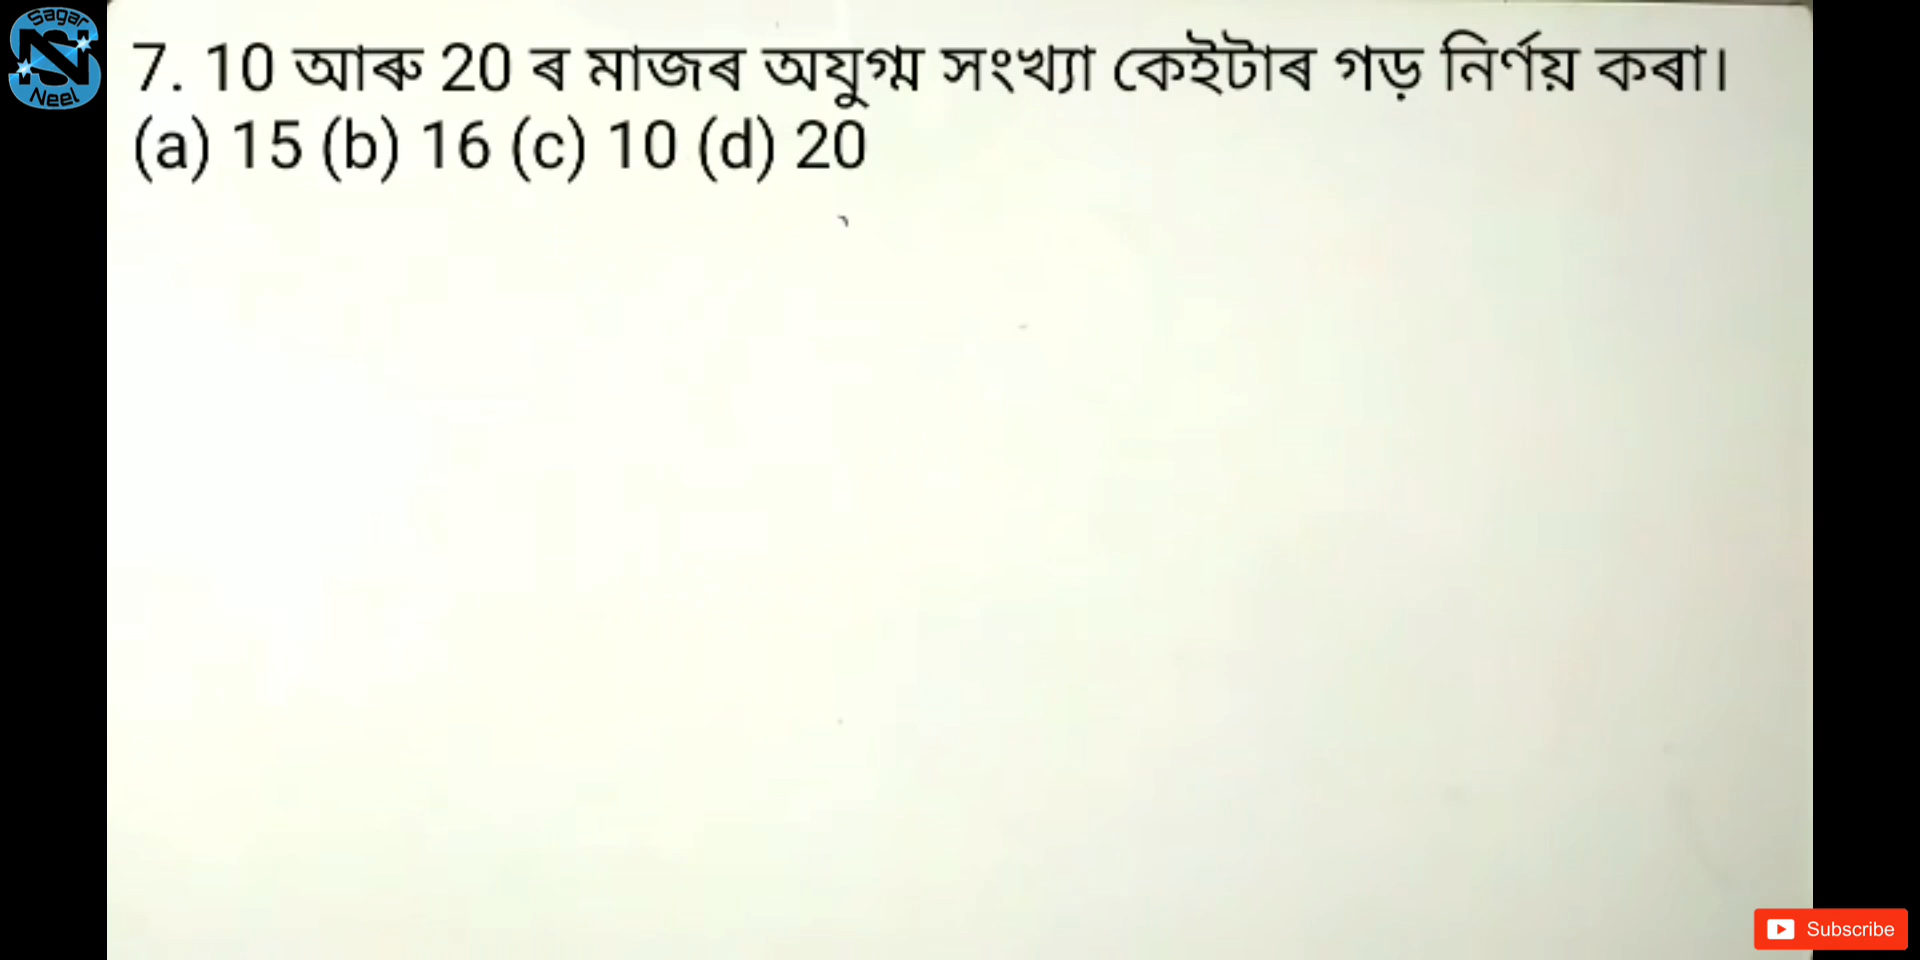 Sagar
Neel
7. 10 আৰু 20 ৰ মাজৰ অযুগ্ম সংখ্যা কেইটাৰ গড় নিৰ্ণয় কৰা।
(a) 15 (b) 16 (c) 10 (d) 20
Subscribe